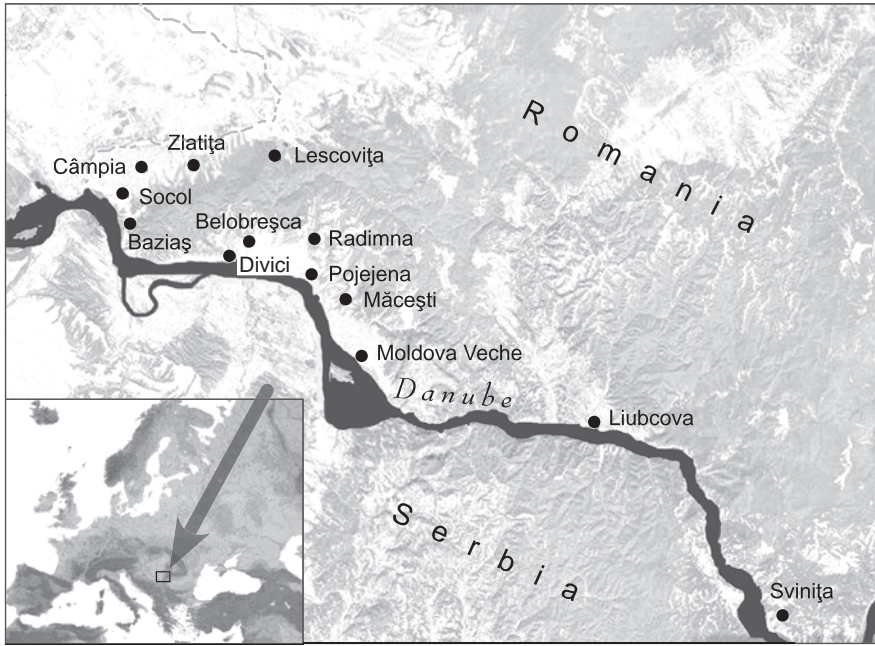 Romania
Zlatiţa
Câmpia
Lescoviţa
Socol
Belobreşca
Baziaş
Radimna
Divici
Pojejena
Măceşti
Moldova Veche
Danube
Liubcova
Serbia
Sviniţa